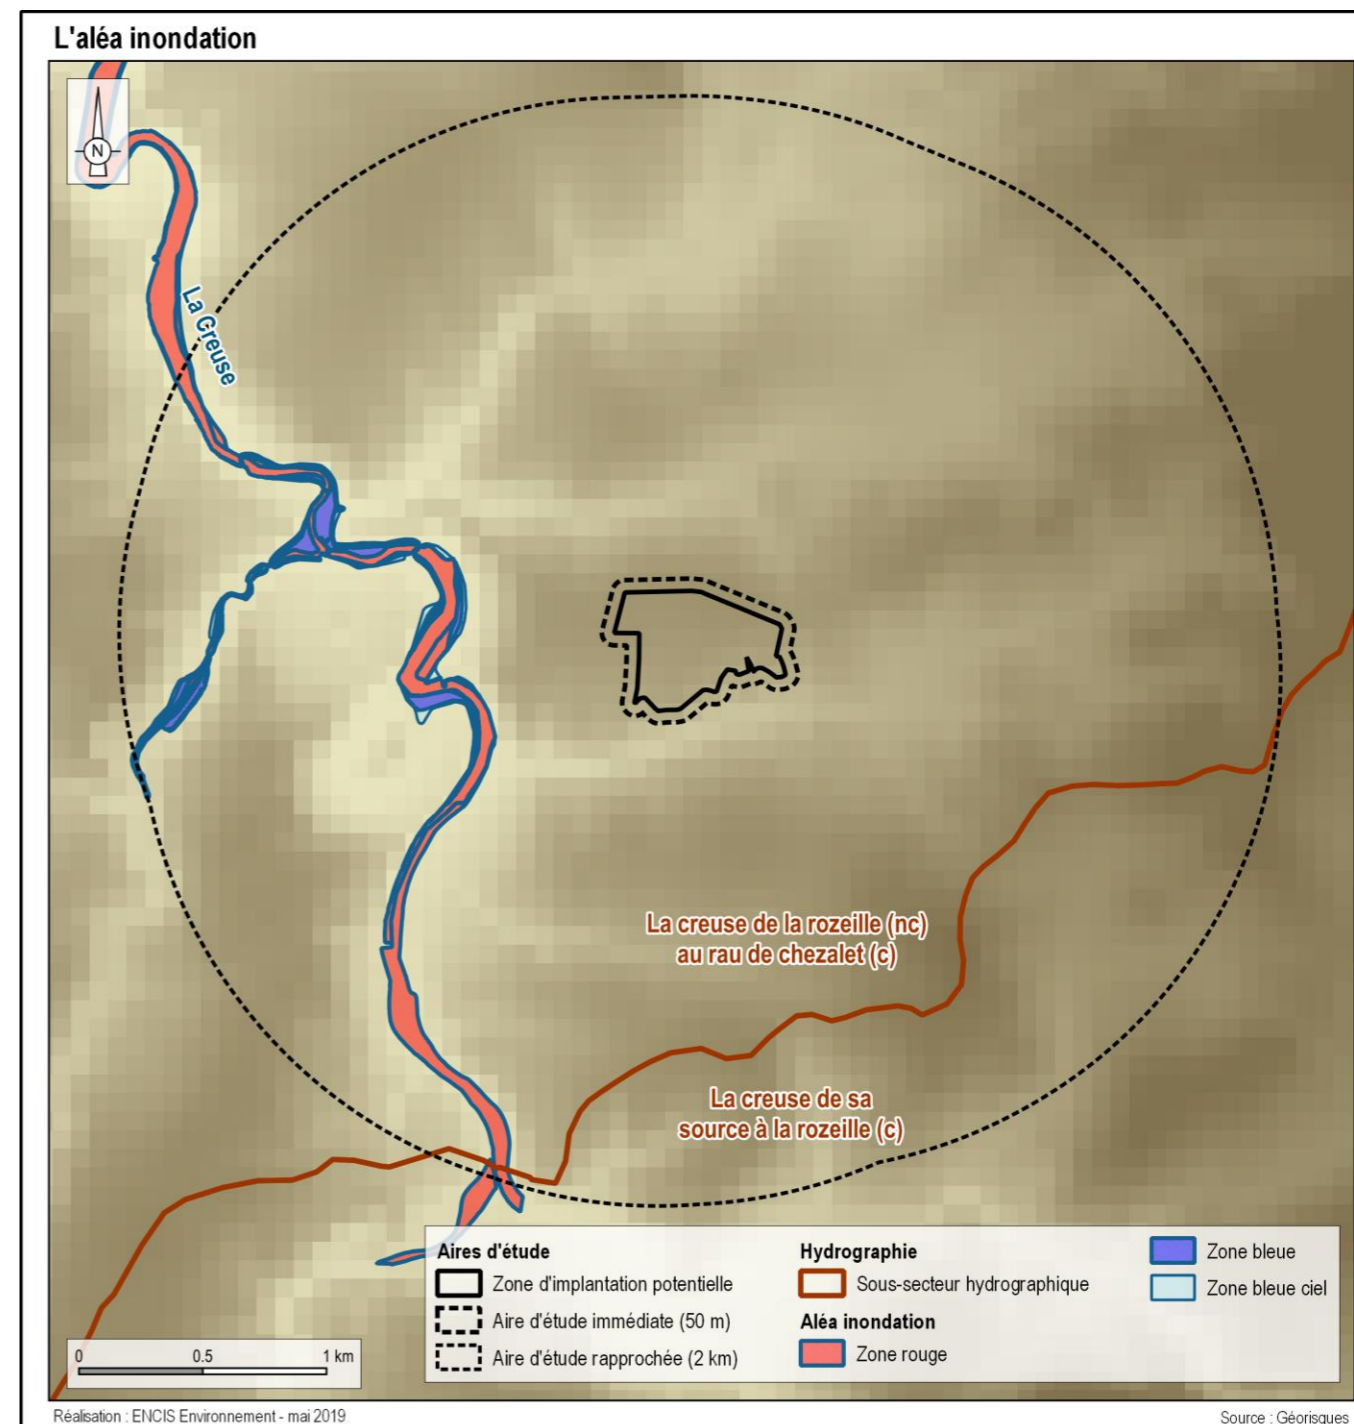 L'aléa inondation
N
La Creuse
La creuse de la rozeille (nc)
au rau de chezalet (c)
La creuse de sa
source à la rozeille (c)
Aires d'étude
Zone d'implantation potentielle
Aire d'étude immédiate (50 m)
Aire d'étude rapprochée (2 km)
Hydrographie
Sous-secteur hydrographique
Aléa inondation
Zone rouge
Zone bleue
Zone bleue ciel
0 0.5 1 km
Réalisation : ENCIS Environnement - mai 2019
Source : Géorisques